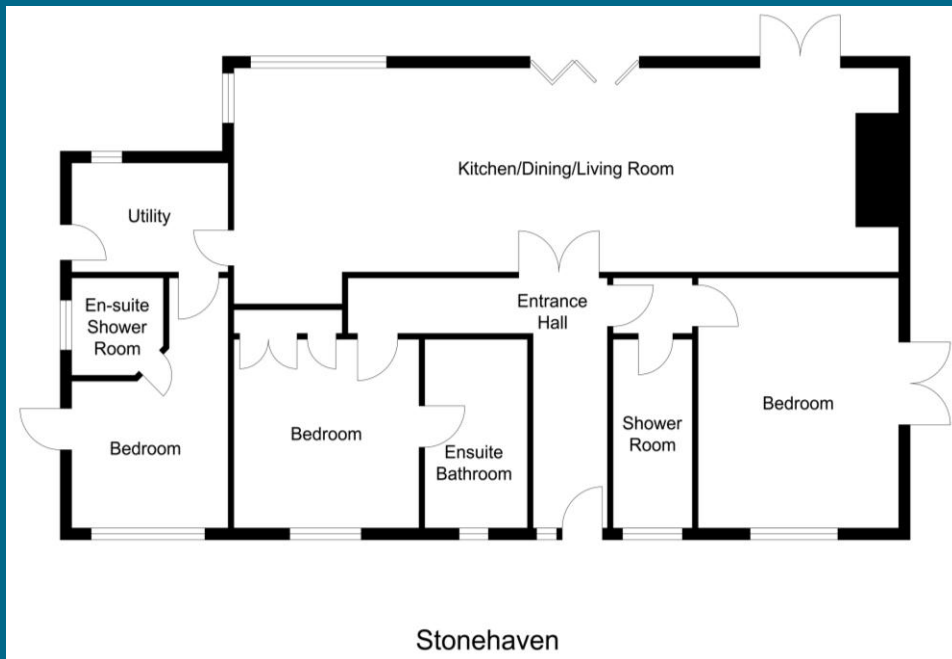 Kitchen/Dining/Living Room
Utility
En-suite
Shower
Room
Entrance
Hall
Bedroom
Bedroom
Ensuite
Bathroom
Shower
Room
Bedroom
Stonehaven